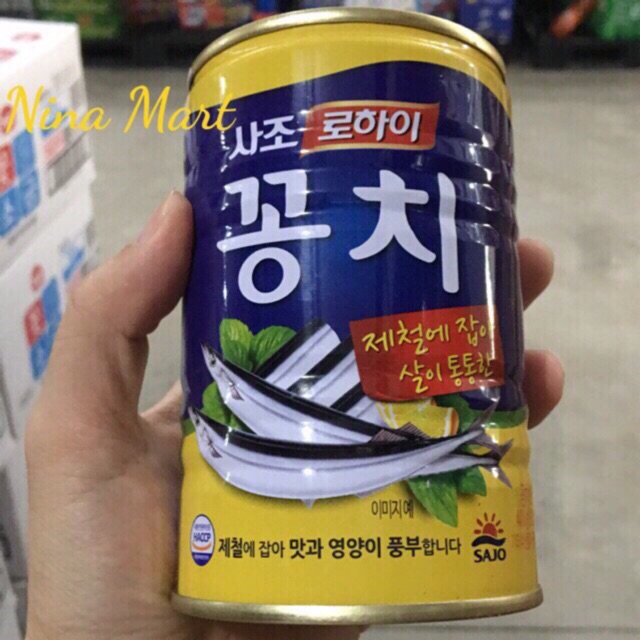 Nina Mart
사조 로하이
꽁치
제철에 잡아
살이 통통한
이미지 예
HACCP
제철에 잡아 맛과 영양이 풍부합니다
SAJO